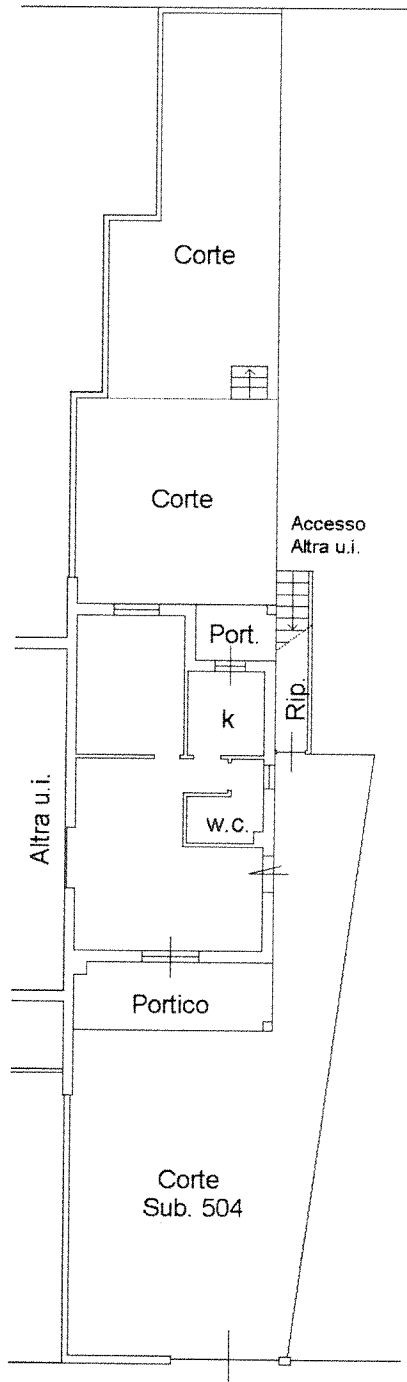 Corte
Corte
Accesso
Altra u.i.
Port.
k
Rip.
w.c.
Altra u.i.
Portico
Corte
Sub. 504